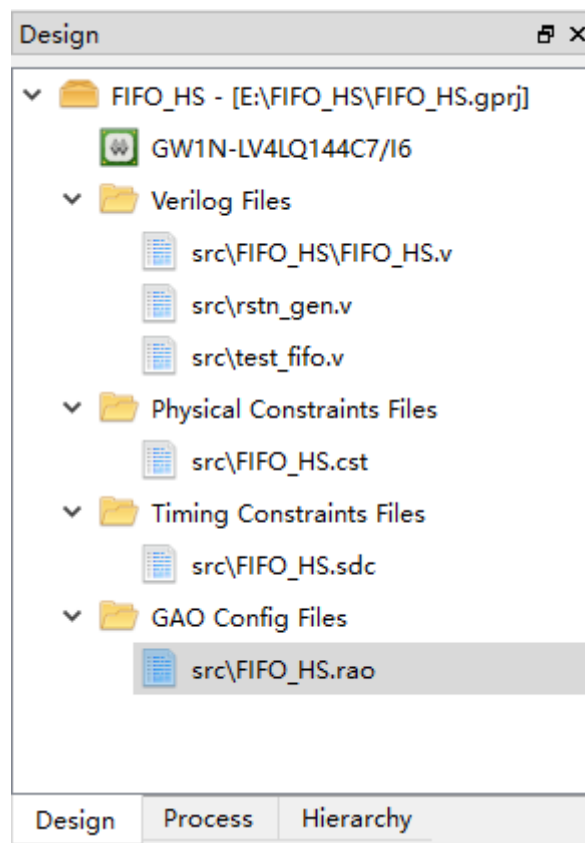 Design
FIFO_HS - [E:\FIFO_HS\FIFO_HS.gprj]
GW1N-LV4LQ144C7/I6
Verilog Files
src\FIFO_HS\FIFO_HS.v
src\rstn_gen.v
src\test_fifo.v
Physical Constraints Files
src\FIFO_HS.cst
Timing Constraints Files
src\FIFO_HS.sdc
GAO Config Files
src\FIFO_HS.rao
Design Process Hierarchy